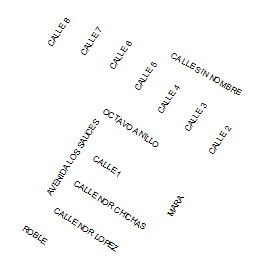 CALLE 8
CALLE 7
CALLE 6
CALLE 5
CALLE SIN NOMBRE
CALLE 4
CALLE 3
CALLE 2
OCTAVO ANILLO
AVENIDA LOS SAUCES
CALLE 1
CALLE NOR CHICHAS
MARA
CALLE NOR LOPEZ
ROBLE